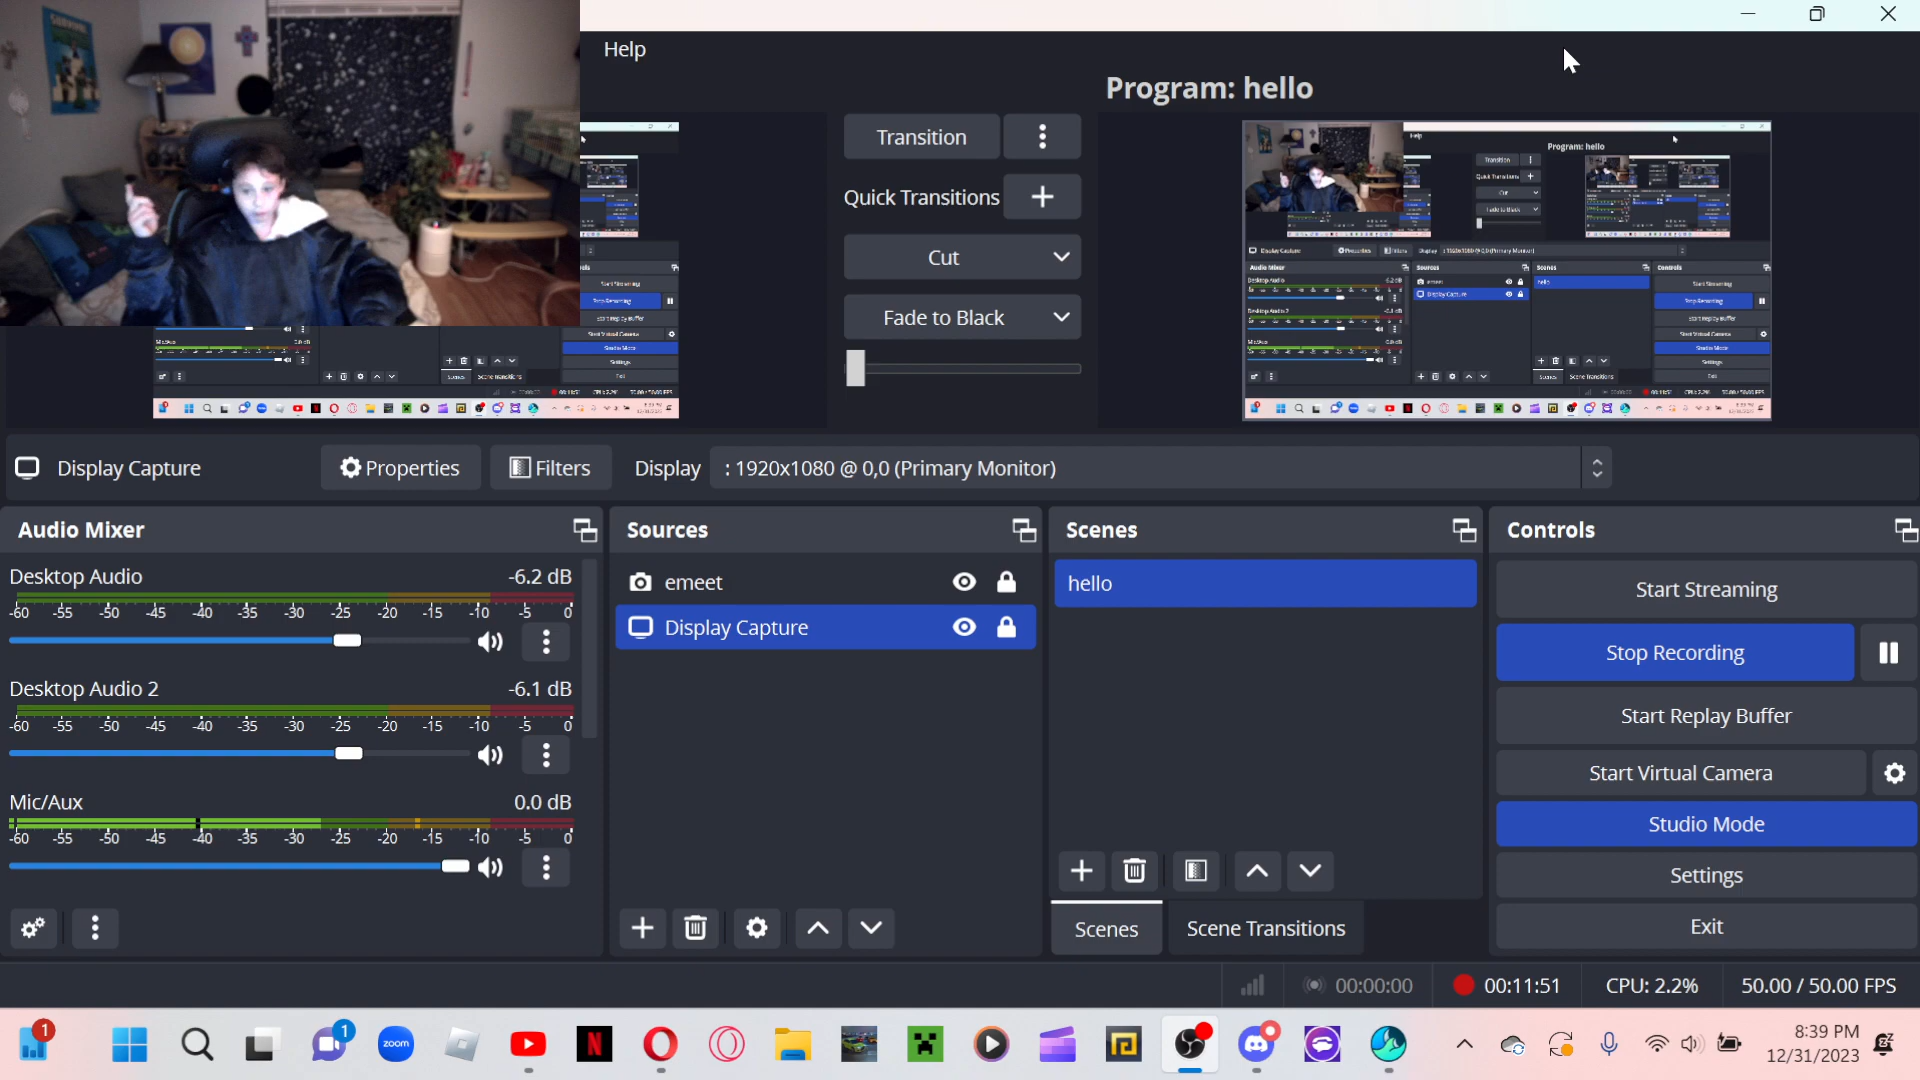 Help
Program: hello
Transition
Quick Transitions
Cut
Fade to Black
Display Capture
Properties
Filters
Display
: 1920x1080 @ 0,0 (Primary Monitor)
Audio Mixer
Desktop Audio
-6.2 dB
-60 -55 -50 -45 -40 -35 -30 -25 -20 -15 -10 -5 0
Desktop Audio 2
-6.1 dB
-60 -55 -50 -45 -40 -35 -30 -25 -20 -15 -10 -5 0
Mic/Aux
0.0 dB
-60 -55 -50 -45 -40 -35 -30 -25 -20 -15 -10 -5 0
Sources
emeet
Display Capture
Scenes
hello
Scenes
Scene Transitions
Controls
Start Streaming
Stop Recording
Start Replay Buffer
Start Virtual Camera
Studio Mode
Settings
Exit
00:00:00
00:11:51
CPU: 2.2%
50.00 / 50.00 FPS
1
1
zoom
N
8:39 PM
12/31/2023